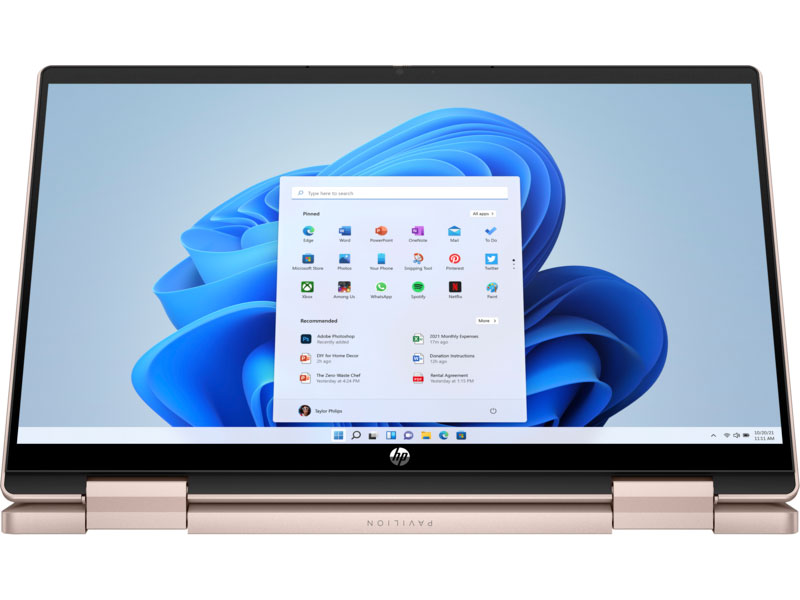 Type here to search
Pinned
All apps >
Edge
Word
PowerPoint
OneNote
Mail
To Do
Microsoft Store
Photos
Your Phone
Snipping Tool
Pinterest
Twitter
Xbox
Among Us
WhatsApp
Spotify
Netflix
Paint
Recommended
More >
Adobe Photoshop
Recently added
2021 Monthly Expenses
17m ago
DIY for Home Decor
2h ago
Donation Instructions
12h ago
The Zero-Waste Chef
Yesterday at 4:24 PM
Rental Agreement
Yesterday at 1:15 PM
Taylor Philips
10/20/21
11:11 AM
hp
PAVILION